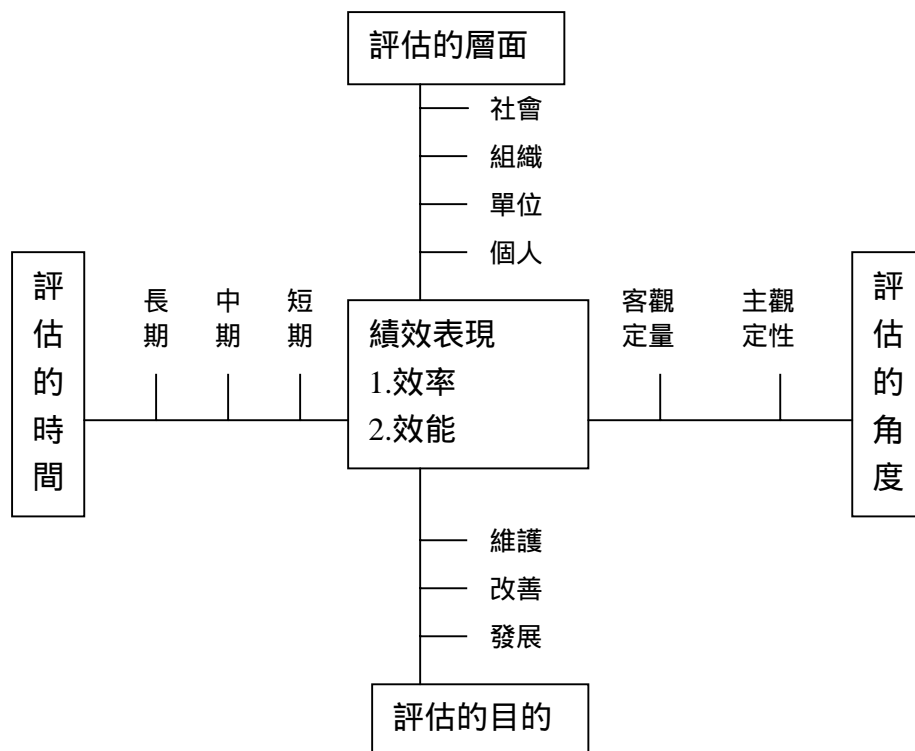 評估的層面
社會
組織
單位
個人
評估的時間
長期
中期
短期
績效表現
1.效率
2.效能
客觀
定量
主觀
定性
評估的角度
維護
改善
發展
評估的目的